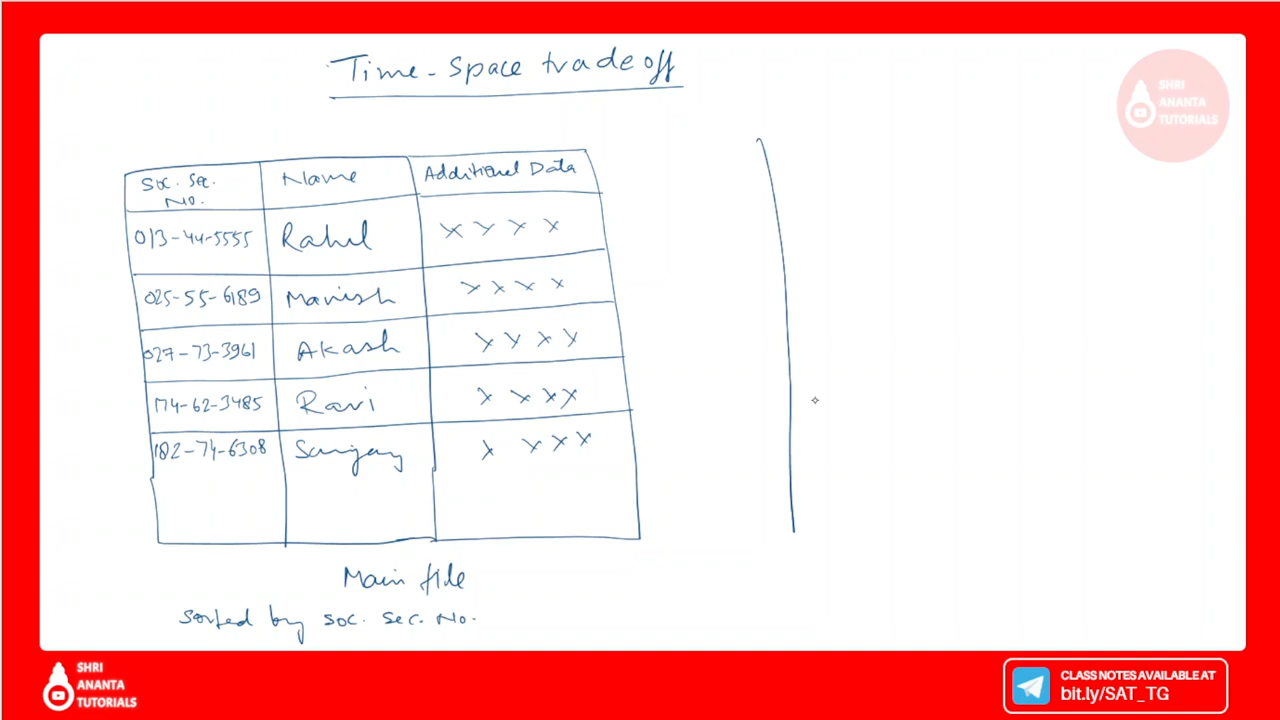 Time-Space tradeoff
SHRI
ANANTA
TUTORIALS
Soc. Sec. No. Name Additional Data
013-44-5555 Rahul X Y X X
025-55-6189 Manish X X X X
027-73-3961 Akash X Y X X
174-62-3485 Ravi X X X X
182-74-6308 Sanjay X X X X
Main file
sorted by soc. sec. No.
SHRI
ANANTA
TUTORIALS
CLASS NOTES AVAILABLE AT
bit.ly/SAT_TG